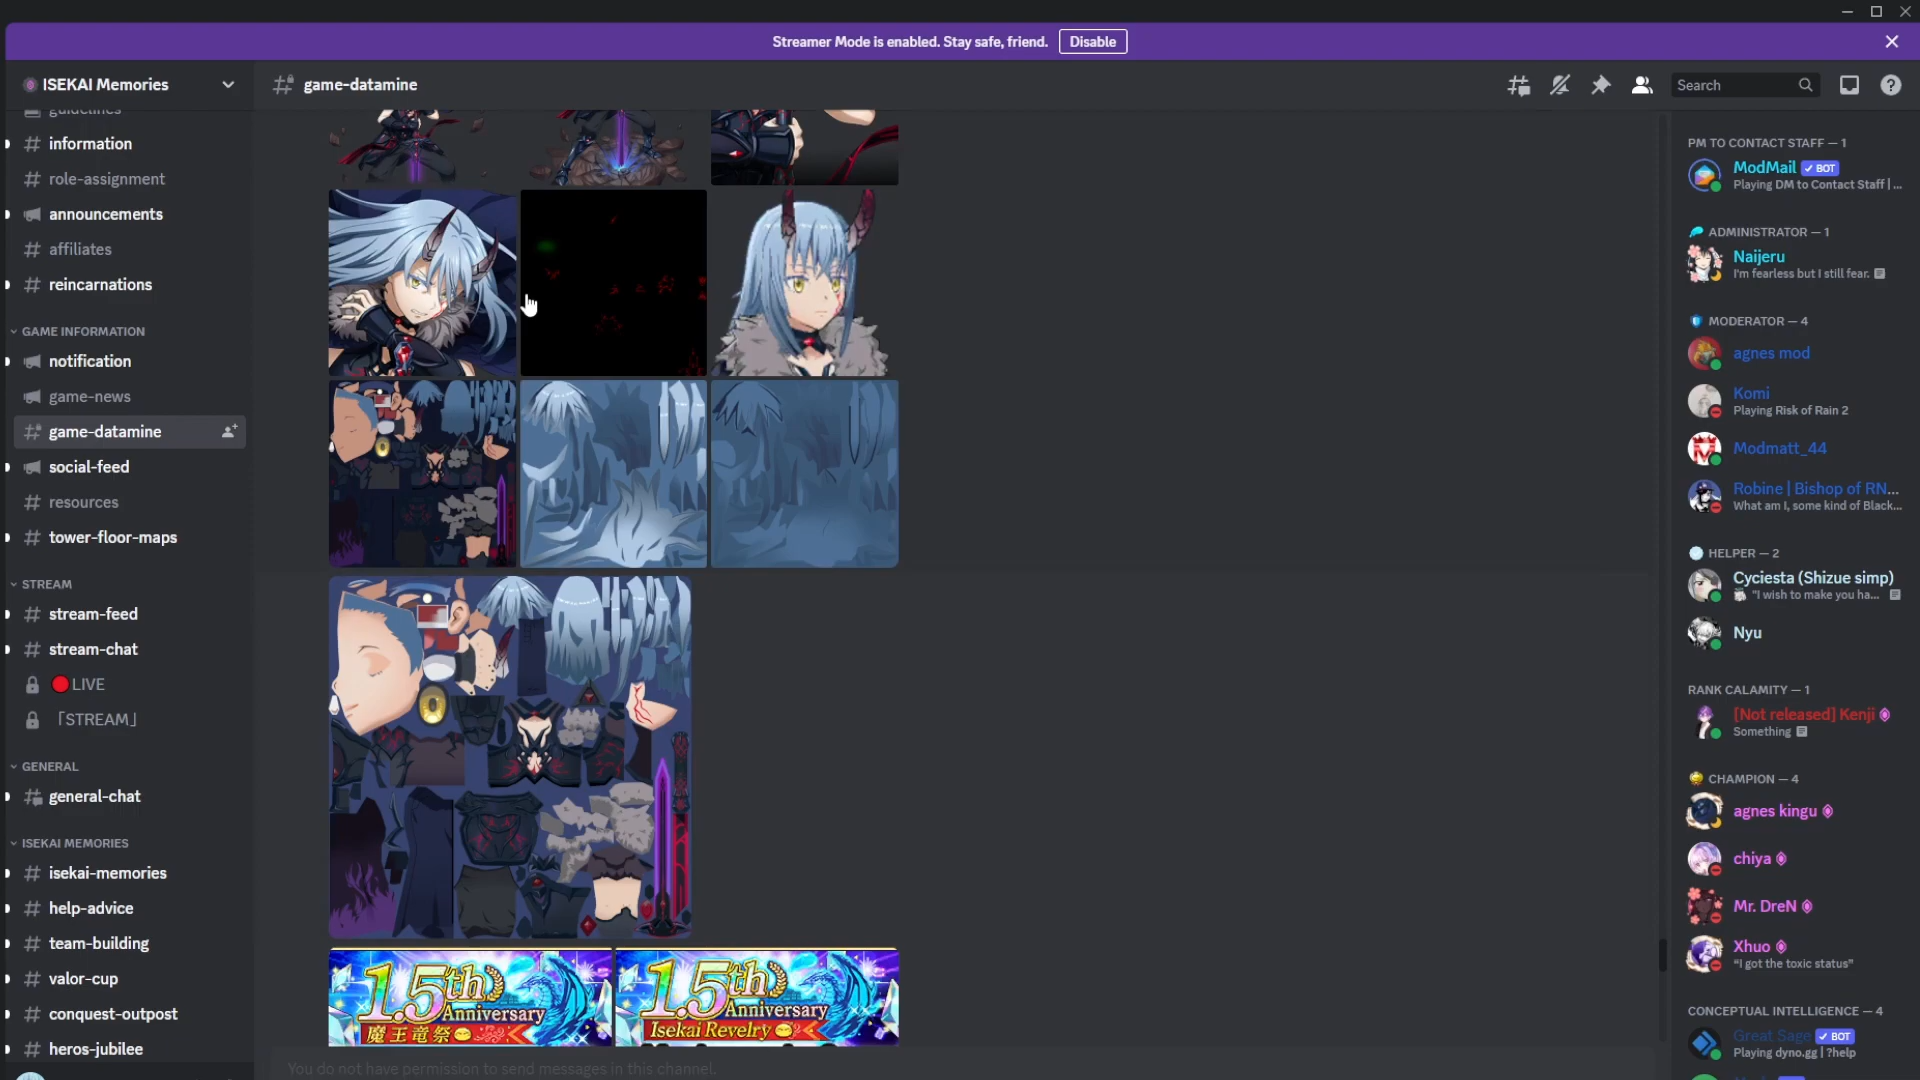 Streamer Mode is enabled. Stay safe, friend. Disable
ISEKAI Memories
game-datamine
Search
guidelines
information
role-assignment
announcements
affiliates
reincarnations
GAME INFORMATION
notification
game-news
game-datamine
social-feed
resources
tower-floor-maps
STREAM
stream-feed
stream-chat
LIVE
「STREAM」
GENERAL
general-chat
ISEKAI MEMORIES
isekai-memories
help-advice
team-building
valor-cup
conquest-outpost
heros-jubilee
1.5th
Anniversary
魔王竜祭
1.5th
Anniversary
Isekai Revelry
You do not have permission to send messages in this channel.
PM TO CONTACT STAFF — 1
ModMail BOT
Playing DM to Contact Staff | ...
ADMINISTRATOR — 1
Naijeru
I'm fearless but I still fear.
MODERATOR — 4
agnes mod
Komi
Playing Risk of Rain 2
Modmatt_44
Robine | Bishop of RN...
What am I, some kind of Black...
HELPER — 2
Cyciesta (Shizue simp)
"I wish to make you ha...
Nyu
RANK CALAMITY — 1
[Not released] Kenji
Something
CHAMPION — 4
agnes kingu
chiya
Mr. DreN
Xhuo
"I got the toxic status"
CONCEPTUAL INTELLIGENCE — 4
Great Sage BOT
Playing dyno.gg | ?help